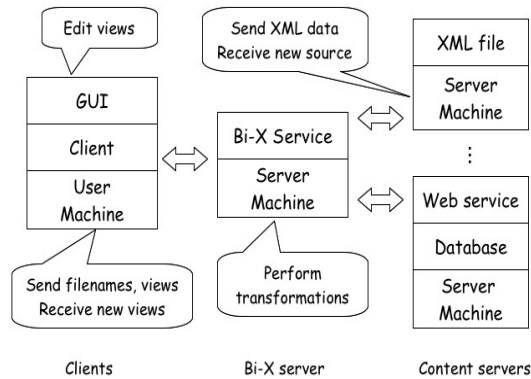 Edit views
GUI
Client
User
Machine
Send filenames, views
Receive new views
Clients
Send XML data
Receive new source
Bi-X Service
Server
Machine
Perform
transformations
Bi-X server
XML file
Server
Machine
⋮
Web service
Database
Server
Machine
Content servers